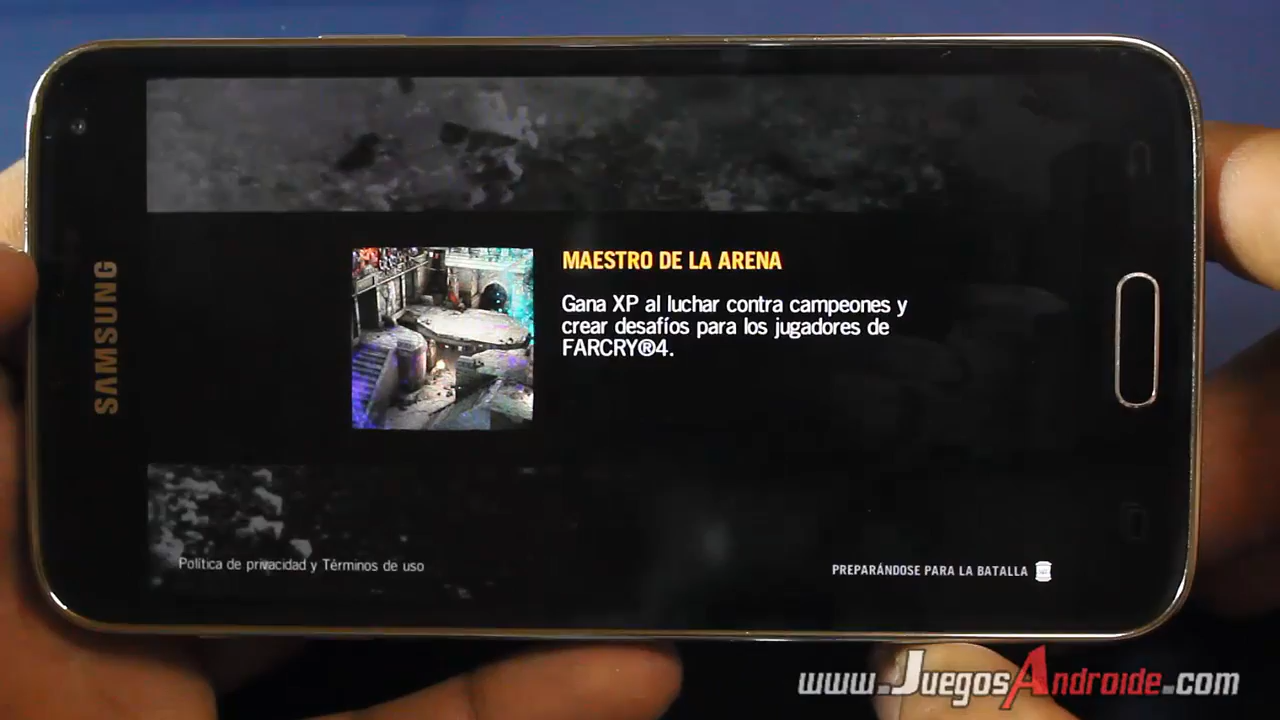 SAMSUNG
MAESTRO DE LA ARENA
Gana XP al luchar contra campeones y
crear desafíos para los jugadores de
FARCRY®4.
Política de privacidad y Términos de uso
PREPARÁNDOSE PARA LA BATALLA
www.JuegosAndroide.com